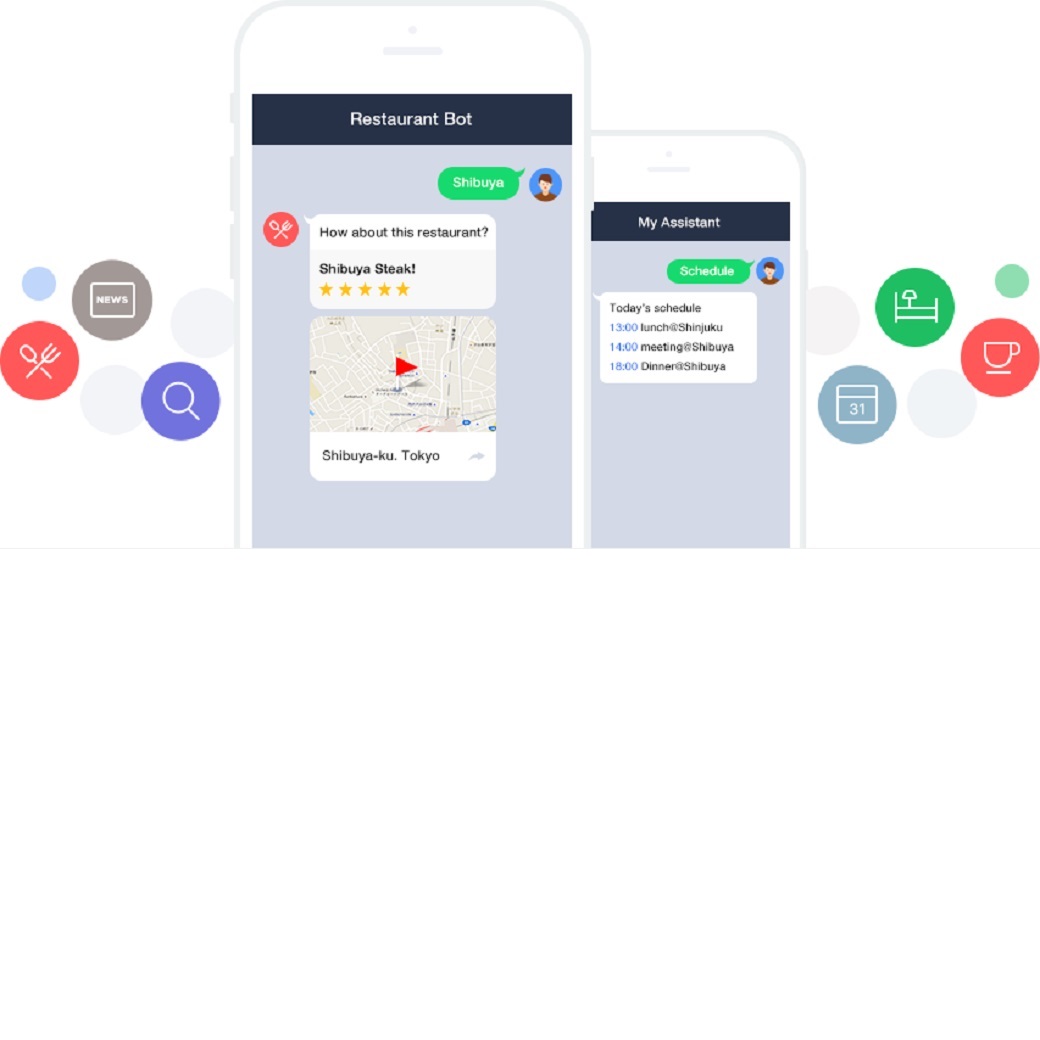 Restaurant Bot
Shibuya
How about this restaurant?
Shibuya Steak!
Shibuya-ku. Tokyo
My Assistant
Schedule
Today's schedule
13:00 lunch@Shinjuku
14:00 meeting@Shibuya
18:00 Dinner@Shibuya
NEWS
31